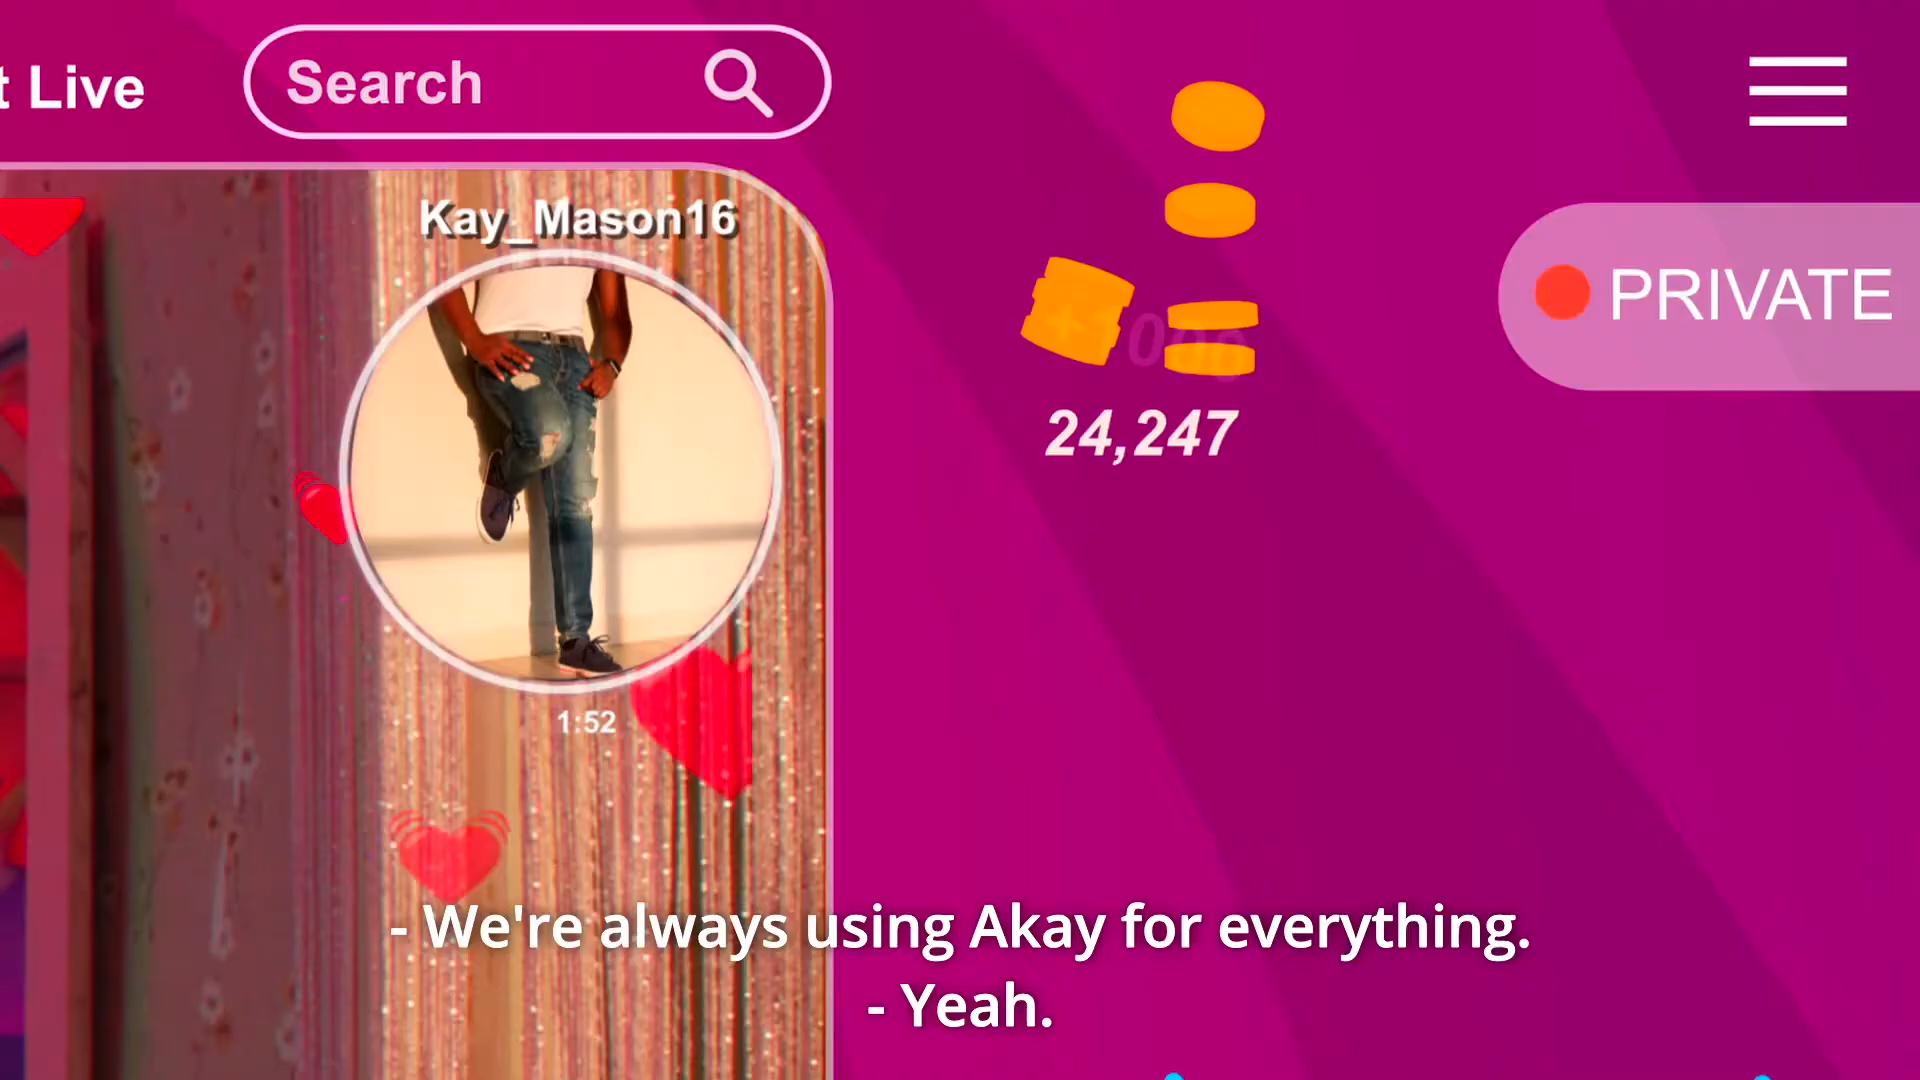 t Live
Search
Kay_Mason16
PRIVATE
24,247
1:52
- We're always using Akay for everything.
- Yeah.